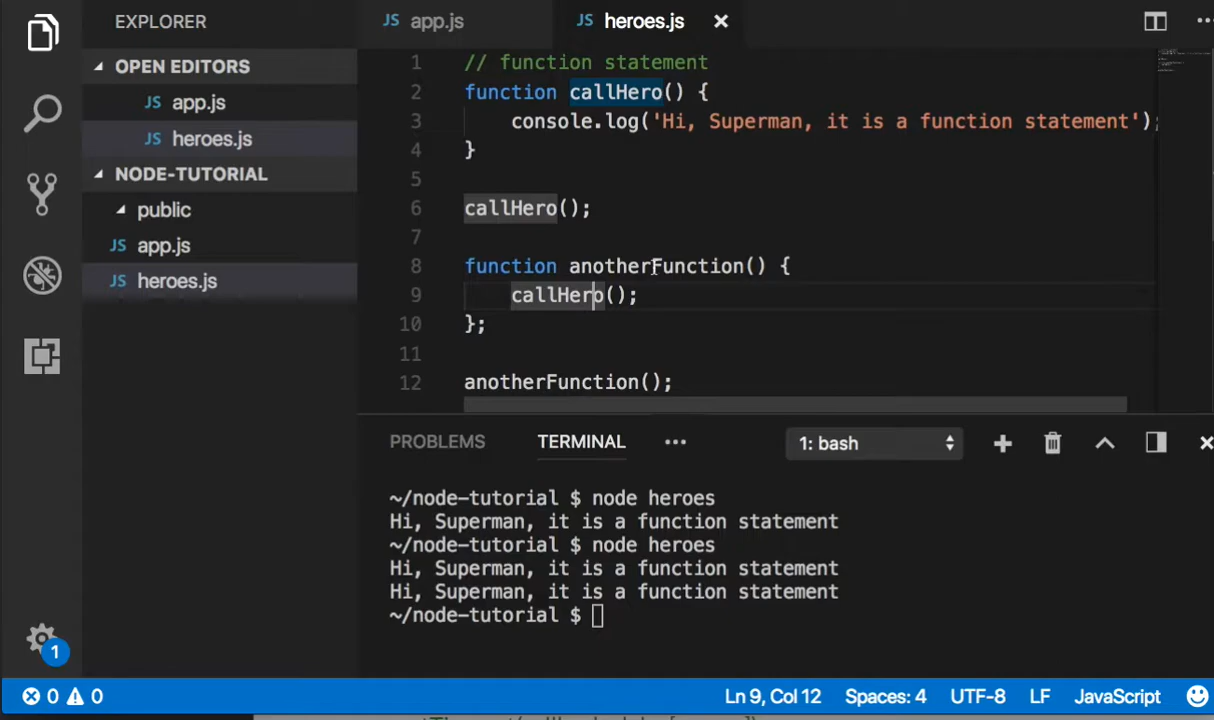 EXPLORER
JS app.js
JS heroes.js ×
OPEN EDITORS
JS app.js
JS heroes.js
NODE-TUTORIAL
public
JS app.js
JS heroes.js
1 // function statement
2 function callHero() {
3 console.log('Hi, Superman, it is a function statement');
4 }
5
6 callHero();
7
8 function anotherFunction() {
9 callHero();
10 };
11
12 anotherFunction();
PROBLEMS TERMINAL ••• 1: bash
~/node-tutorial $ node heroes
Hi, Superman, it is a function statement
~/node-tutorial $ node heroes
Hi, Superman, it is a function statement
Hi, Superman, it is a function statement
~/node-tutorial $
1
0 0 Ln 9, Col 12 Spaces: 4 UTF-8 LF JavaScript